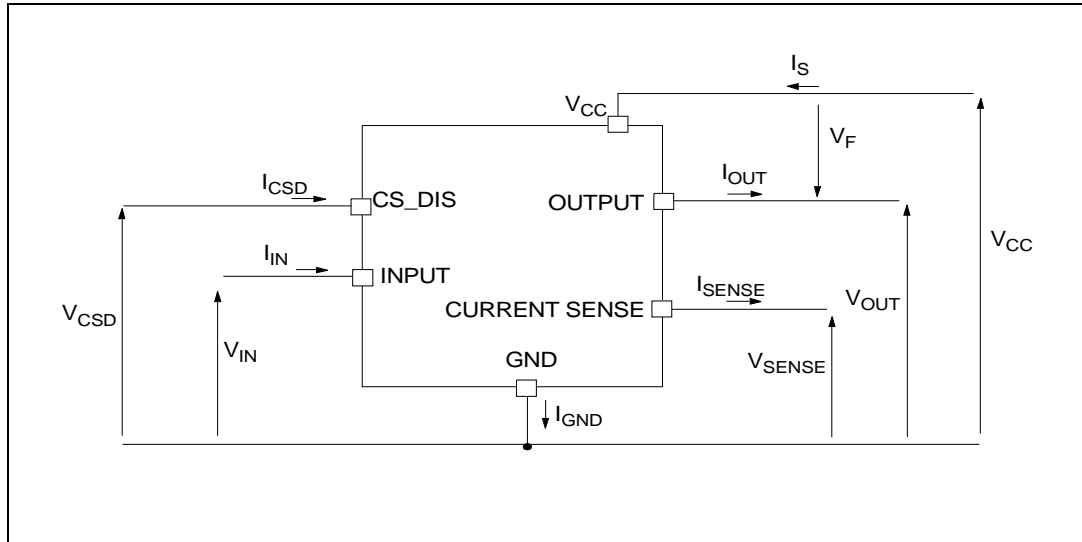 I_S
V_CC
V_F
I_CSD
I_OUT
CS_DIS
OUTPUT
V_CC
I_IN
INPUT
I_SENSE
V_OUT
V_CSD
CURRENT SENSE
V_IN
GND
V_SENSE
I_GND